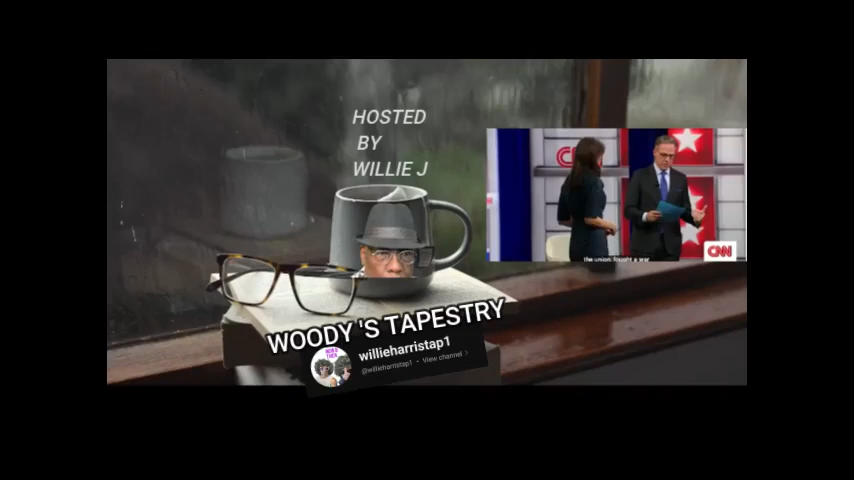 HOSTED
BY
WILLIE J
CNN
the union, fought a war
WOODY 'S TAPESTRY
willieharristap1
@willieharristap1 • View channel >